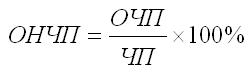 ОНЧП = ОЧП / ЧП × 100%